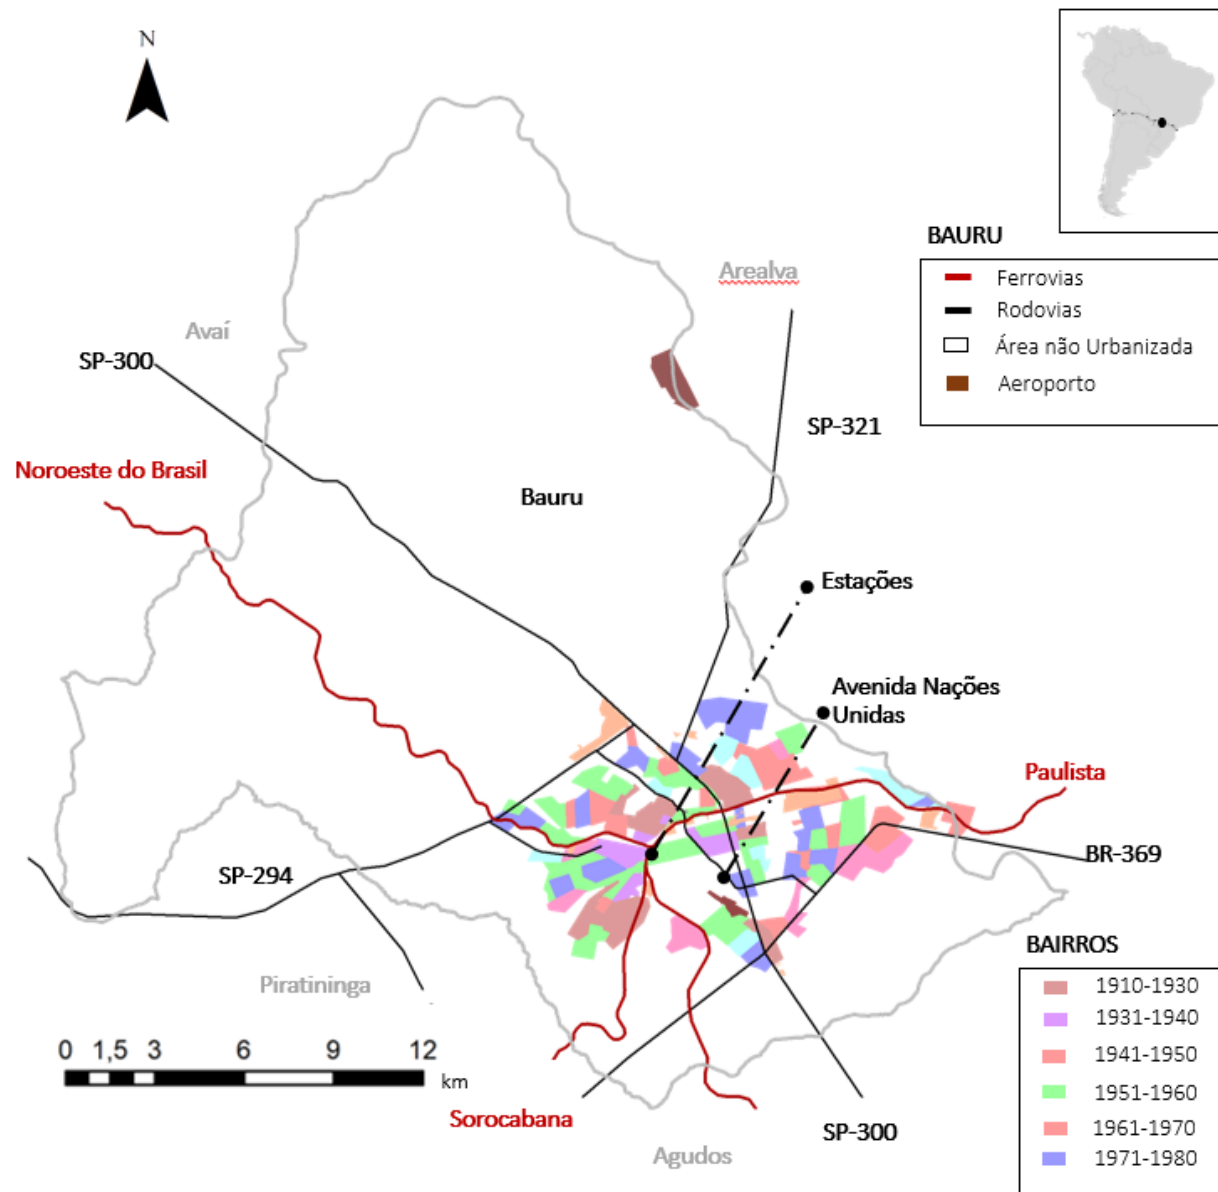 N
BAURU
Ferrovias
Rodovias
Área não Urbanizada
Aeroporto
Arealva
Avaí
SP-300
SP-321
Noroeste do Brasil
Bauru
Estações
Avenida Nações
Unidas
Paulista
BR-369
SP-294
Piratininga
0 1,5 3 6 9 12
km
Sorocabana
SP-300
Agudos
BAIRROS
1910-1930
1931-1940
1941-1950
1951-1960
1961-1970
1971-1980